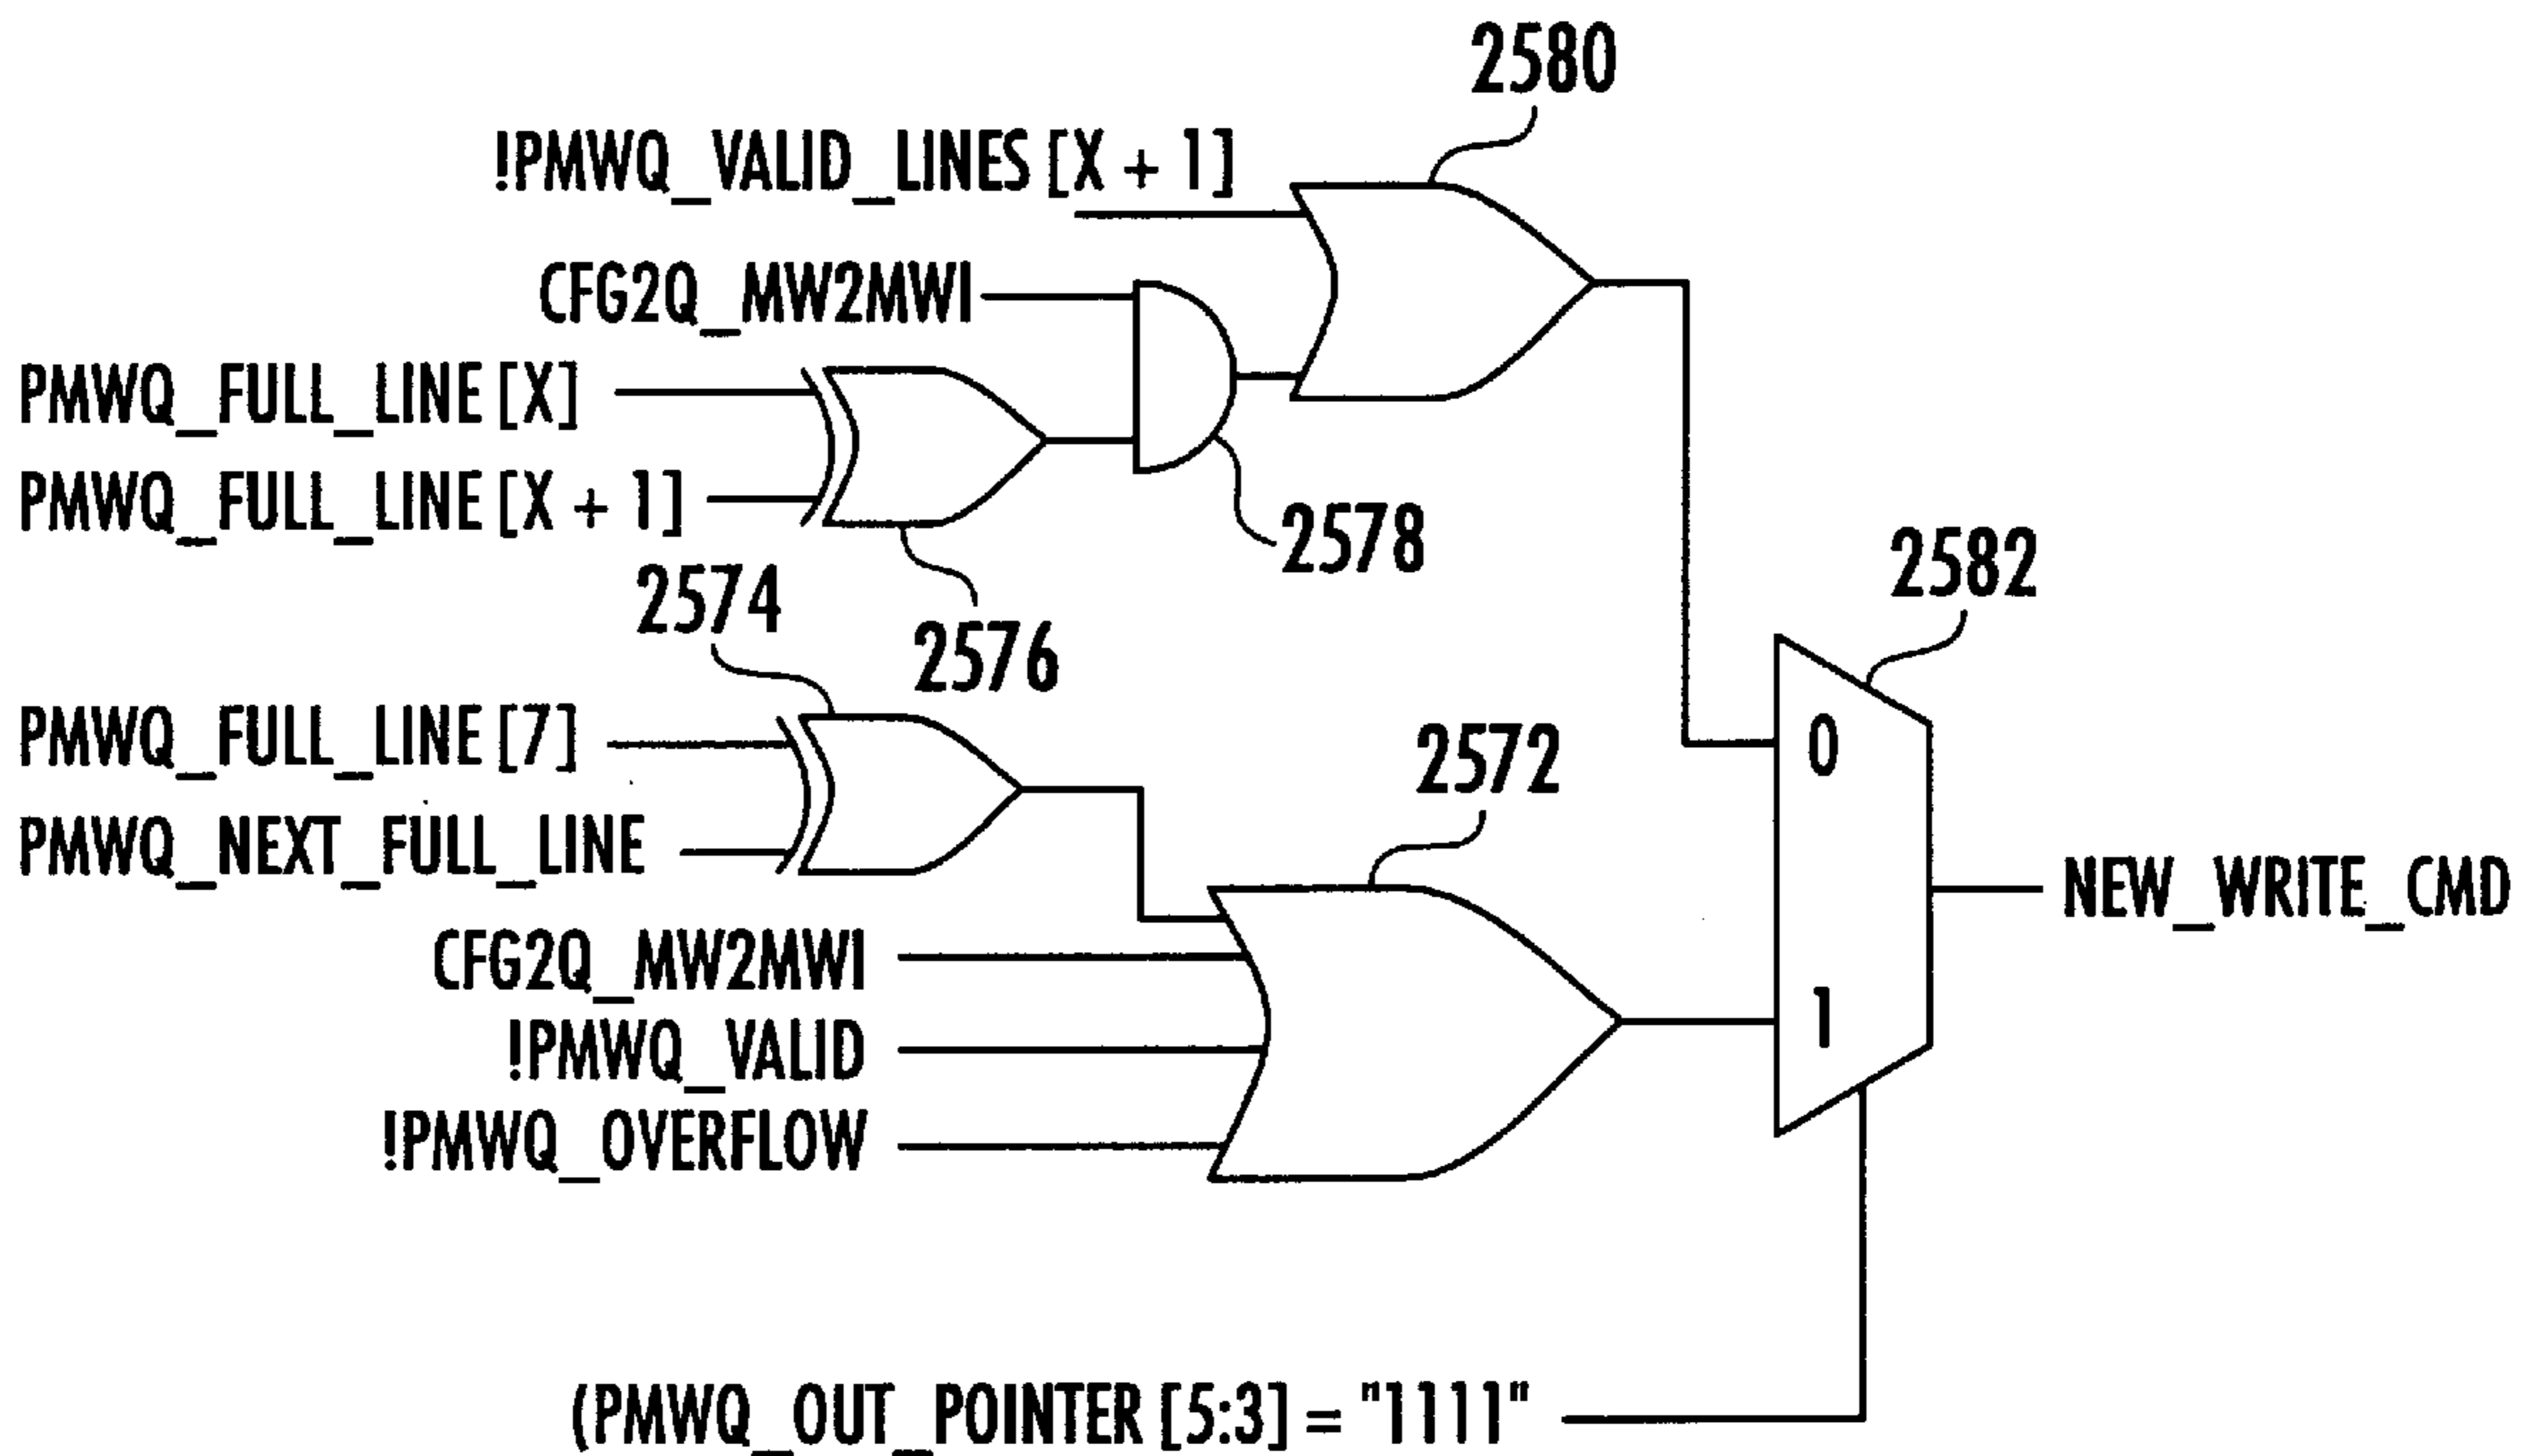 2580
!PMWQ_VALID_LINES [X + 1]
CFG2Q_MW2MWI
PMWQ_FULL_LINE [X]
PMWQ_FULL_LINE [X + 1]
2578
2574
2576
2582
PMWQ_FULL_LINE [7]
2572
0
PMWQ_NEXT_FULL_LINE
NEW_WRITE_CMD
CFG2Q_MW2MWI
1
!PMWQ_VALID
!PMWQ_OVERFLOW
(PMWQ_OUT_POINTER [5:3] = "1111"